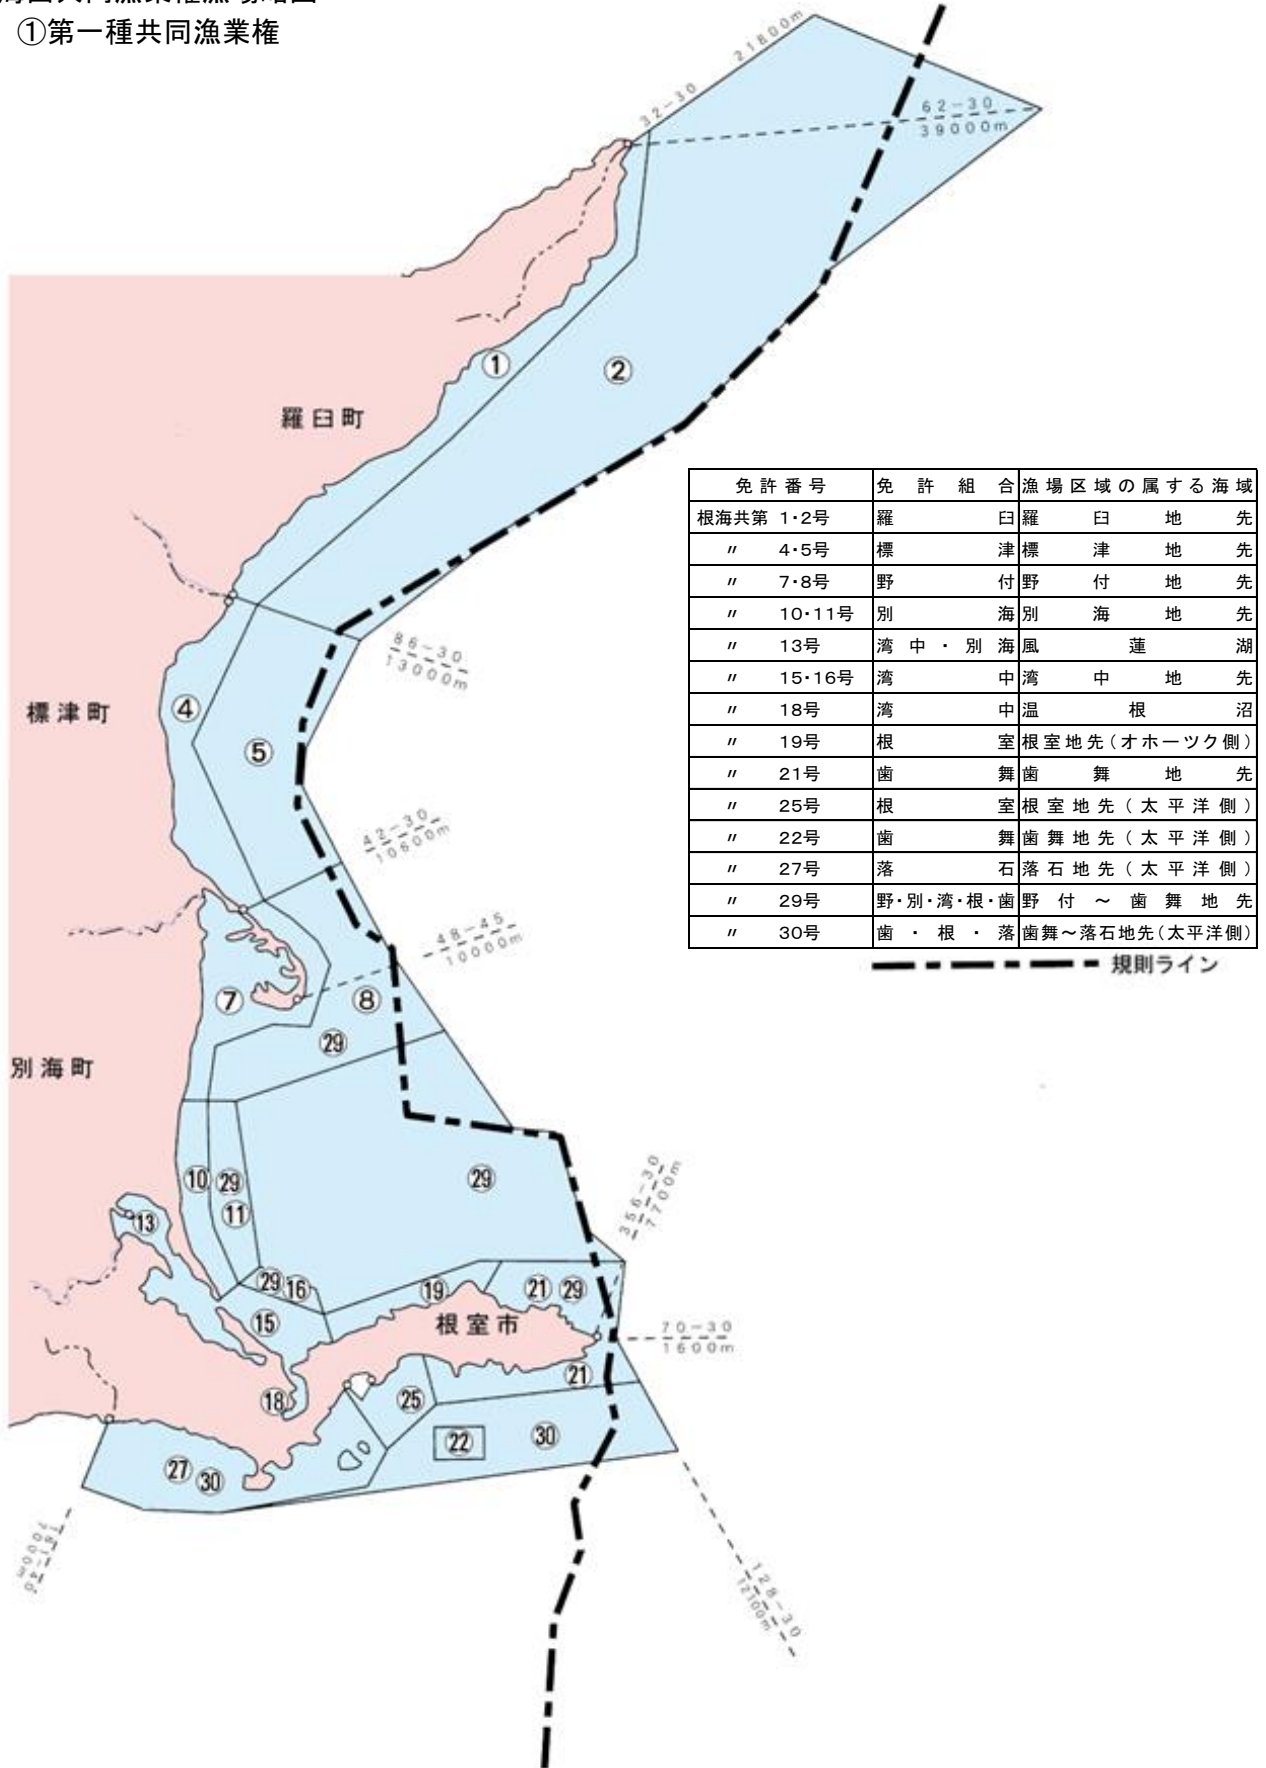 ①第一種共同漁業権
32-30 21800m
62-30
39000m
①
②
羅臼町
免許番号 免許組合 漁場区域の属する海域
根海共第 1・2号 羅臼 羅臼地先
〃 4・5号 標津 標津地先
〃 7・8号 野付 野付地先
〃 10・11号 別海 別海地先
〃 13号 湾中・別海 風蓮湖
〃 15・16号 湾中 湾中地先
〃 18号 湾中 温根沼
〃 19号 根室 根室地先(オホーツク側)
〃 21号 歯舞 歯舞地先
〃 25号 根室 根室地先(太平洋側)
〃 22号 歯舞 歯舞地先(太平洋側)
〃 27号 落石 落石地先(太平洋側)
〃 29号 野・別・湾・根・歯 野付～歯舞地先
〃 30号 歯・根・落 歯舞～落石地先(太平洋側)
規則ライン
86-30
13000m
標津町
④
⑤
42-30
10600m
48-45
10000m
⑦
⑧
㉙
別海町
⑩
㉙
⑪
㉙
356-30
7700m
⑬
㉙
⑯
⑲
㉑
㉙
⑮
根室市
70-30
1600m
㉑
⑱
㉕
㉒
㉚
㉗
㉚
7000m
128-30
12100m